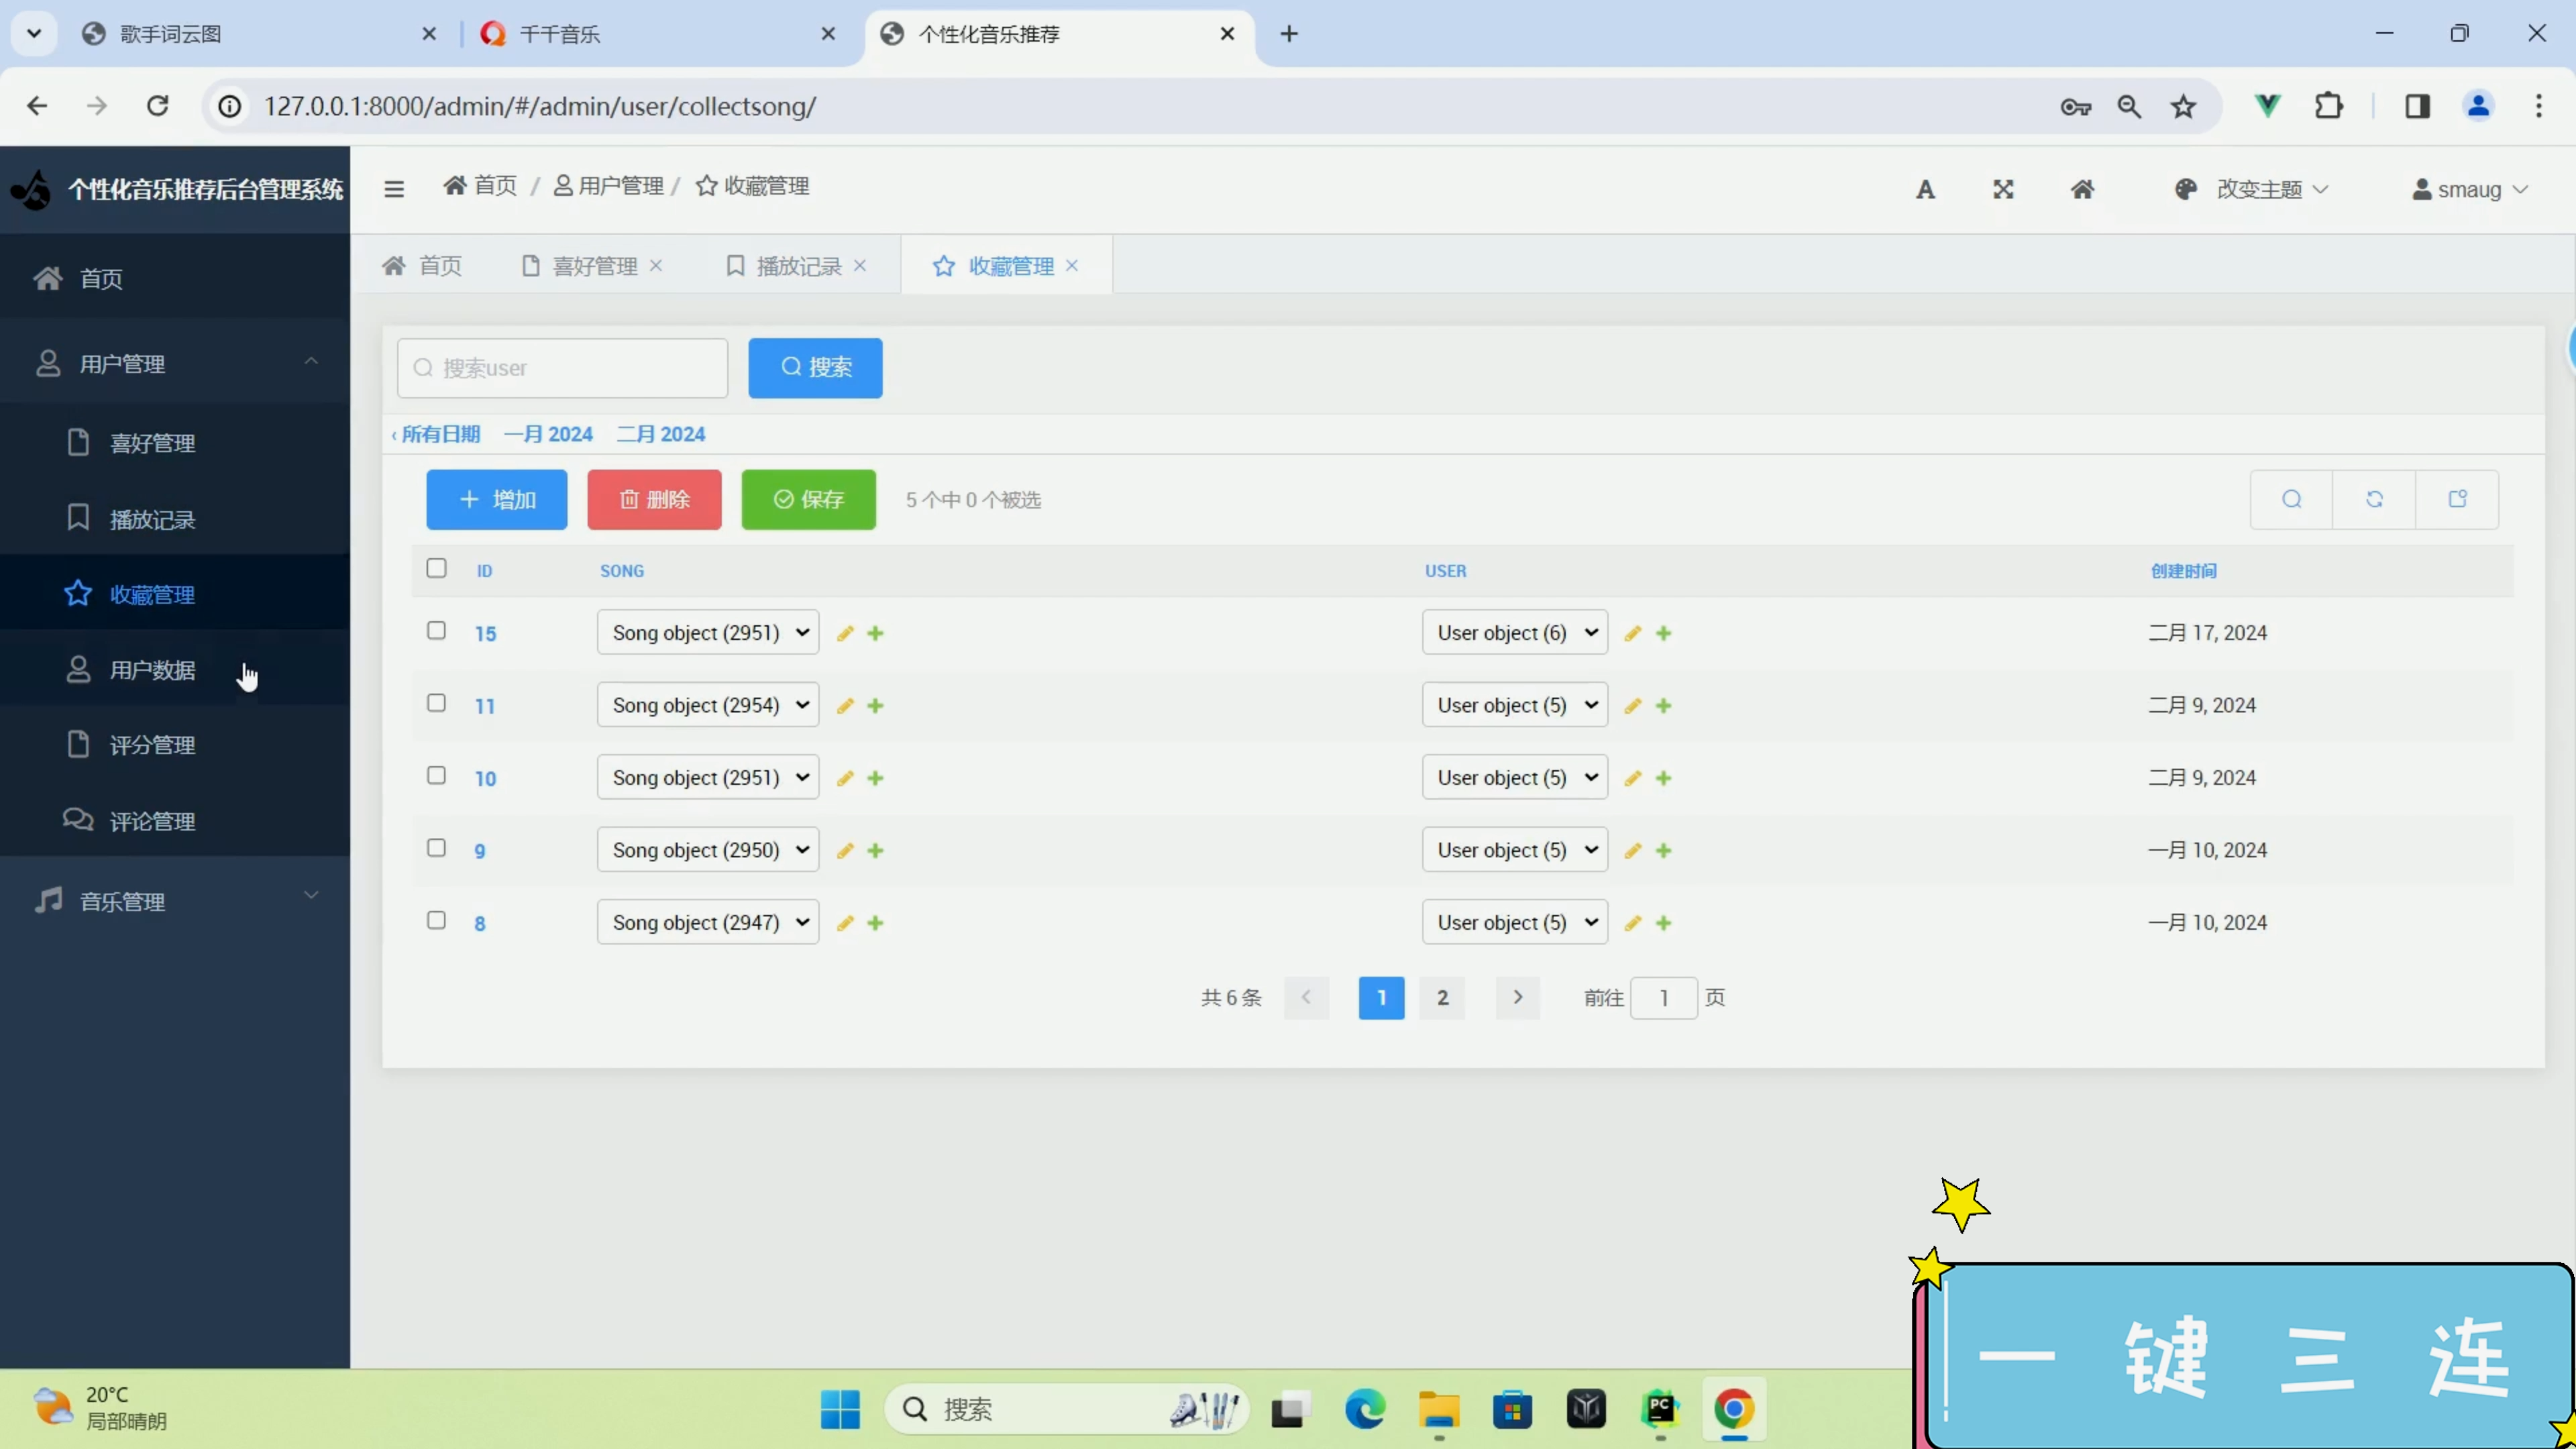 歌手词云图
千千音乐
个性化音乐推荐
127.0.0.1:8000/admin/#/admin/user/collectsong/
个性化音乐推荐后台管理系统
首页 / 用户管理 / 收藏管理
A
改变主题
smaug
首页
喜好管理
播放记录
收藏管理
首页
用户管理
喜好管理
播放记录
收藏管理
用户数据
评分管理
评论管理
音乐管理
搜索user
搜索
‹ 所有日期 一月 2024 二月 2024
增加
删除
保存
5 个中 0 个被选
ID SONG USER 创建时间
15 Song object (2951) User object (6) 二月 17, 2024
11 Song object (2954) User object (5) 二月 9, 2024
10 Song object (2951) User object (5) 二月 9, 2024
9 Song object (2950) User object (5) 一月 10, 2024
8 Song object (2947) User object (5) 一月 10, 2024
共 6 条 1 2 前往 1 页
20°C
局部晴朗
搜索
PC
一键三连